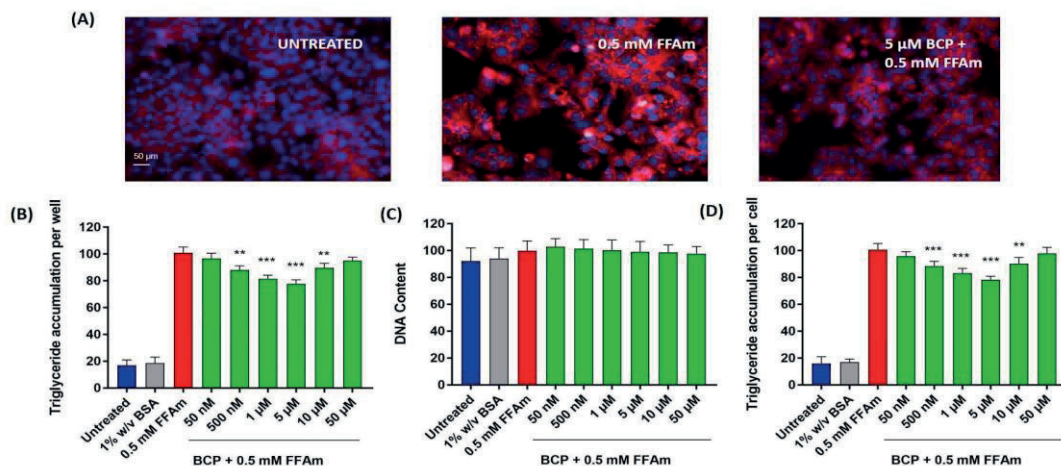 (A)
UNTREATED
50 µm
0.5 mM FFAm
5 µM BCP +
0.5 mM FFAm
(B)
Triglyceride accumulation per well
120
100
80
60
40
20
0
**
***
***
**
Untreated
1% w/v BSA
0.5 mM FFAm
50 nM
500 nM
1 µM
5 µM
10 µM
50 µM
BCP + 0.5 mM FFAm
(C)
DNA Content
120
100
80
60
40
20
0
Untreated
1% w/v BSA
0.5 mM FFAm
50 nM
500 nM
1 µM
5 µM
10 µM
50 µM
BCP + 0.5 mM FFAm
(D)
Triglyceride accumulation per cell
120
100
80
60
40
20
0
***
***
***
**
Untreated
1% w/v BSA
0.5 mM FFAm
50 nM
500 nM
1 µM
5 µM
10 µM
50 µM
BCP + 0.5 mM FFAm